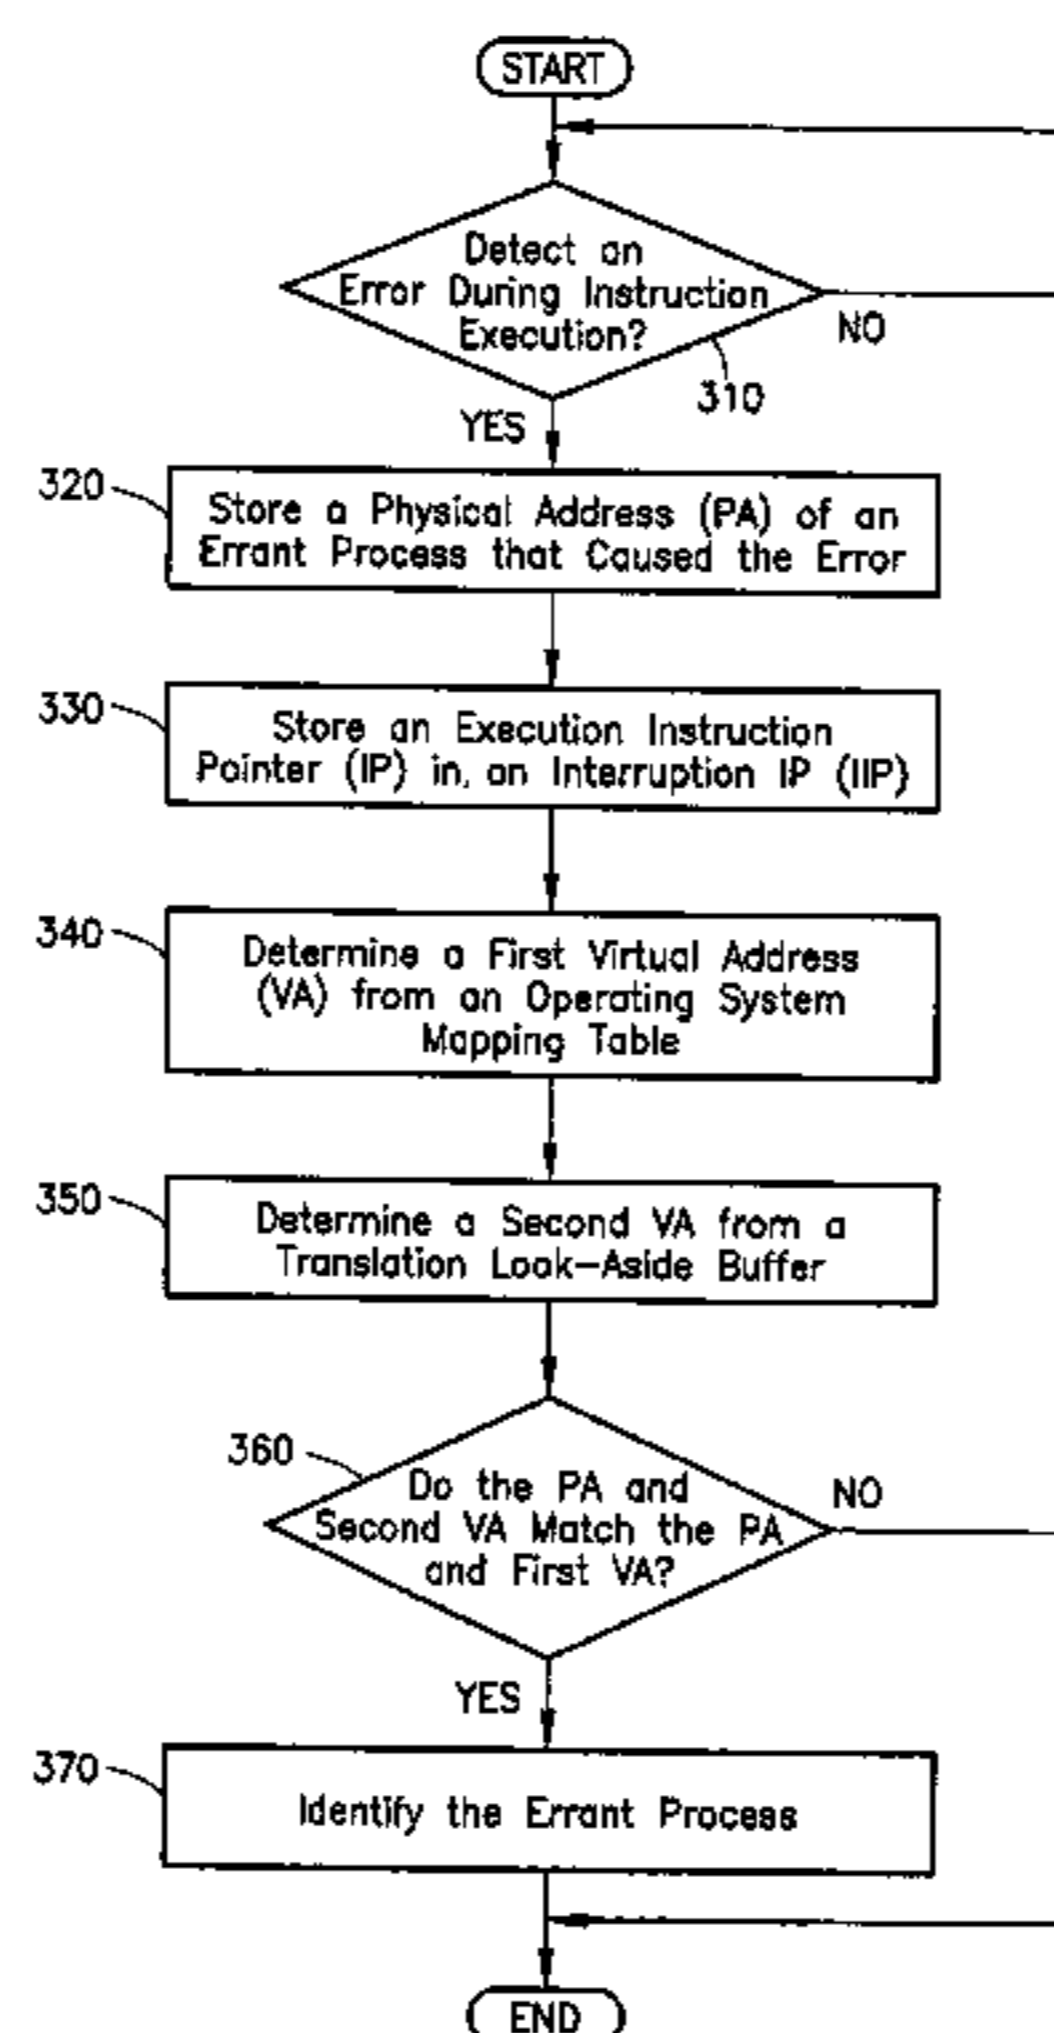 START
Detect an
Error During Instruction
Execution?
NO
310
YES
320
Store a Physical Address (PA) of an
Errant Process that Caused the Error
330
Store an Execution Instruction
Pointer (IP) in, an Interruption IP (IIP)
340
Determine a First Virtual Address
(VA) from an Operating System
Mapping Table
350
Determine a Second VA from a
Translation Look-Aside Buffer
360
Do the PA and
Second VA Match the PA
and First VA?
NO
YES
370
Identify the Errant Process
END